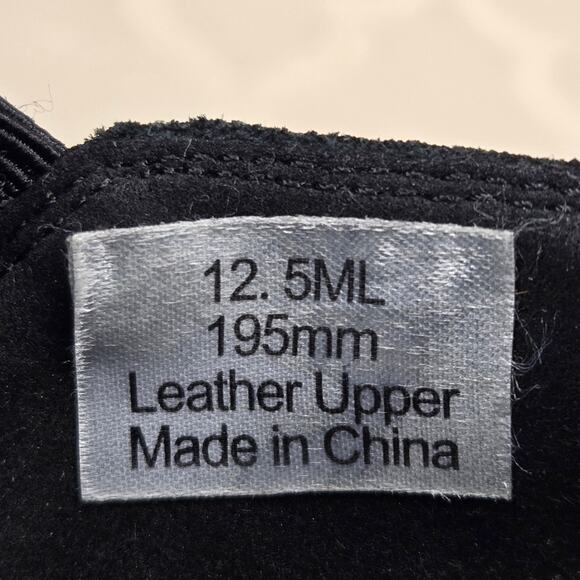 12. 5ML
195mm
Leather Upper
Made in China